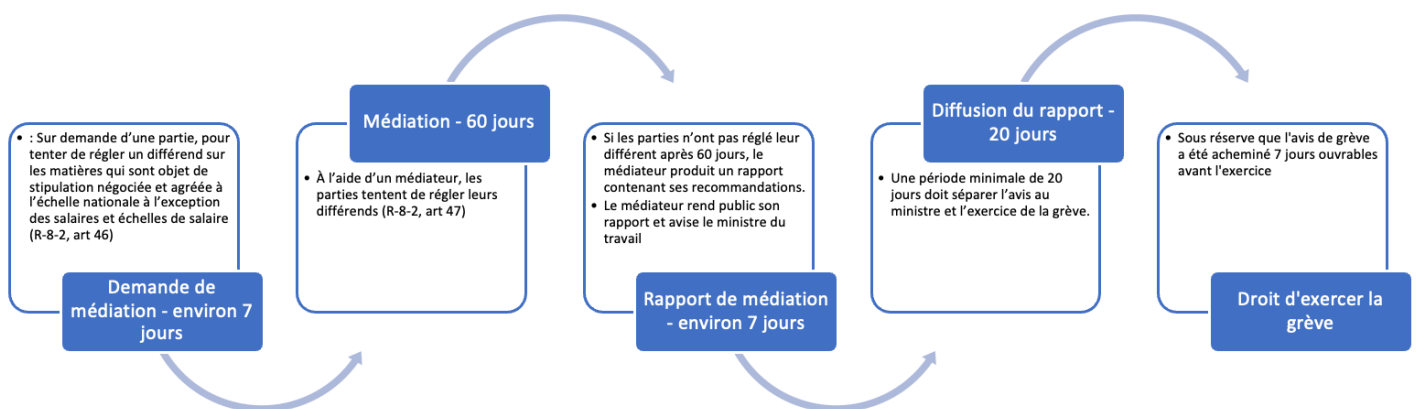 • : Sur demande d’une partie, pour
tenter de régler un différend sur
les matières qui sont objet de
stipulation négociée et agréée à
l’échelle nationale à l’exception
des salaires et échelles de salaire
(R-8-2, art 46)
Demande de
médiation - environ 7
jours
Médiation - 60 jours
• À l’aide d’un médiateur, les
parties tentent de régler leurs
différends (R-8-2, art 47)
• Si les parties n’ont pas réglé leur
différent après 60 jours, le
médiateur produit un rapport
contenant ses recommandations.
• Le médiateur rend public son
rapport et avise le ministre du
travail
Rapport de médiation
- environ 7 jours
Diffusion du rapport -
20 jours
• Une période minimale de 20
jours doit séparer l’avis au
ministre et l’exercice de la grève.
• Sous réserve que l'avis de grève
a été acheminé 7 jours ouvrables
avant l'exercice
Droit d'exercer la
grève